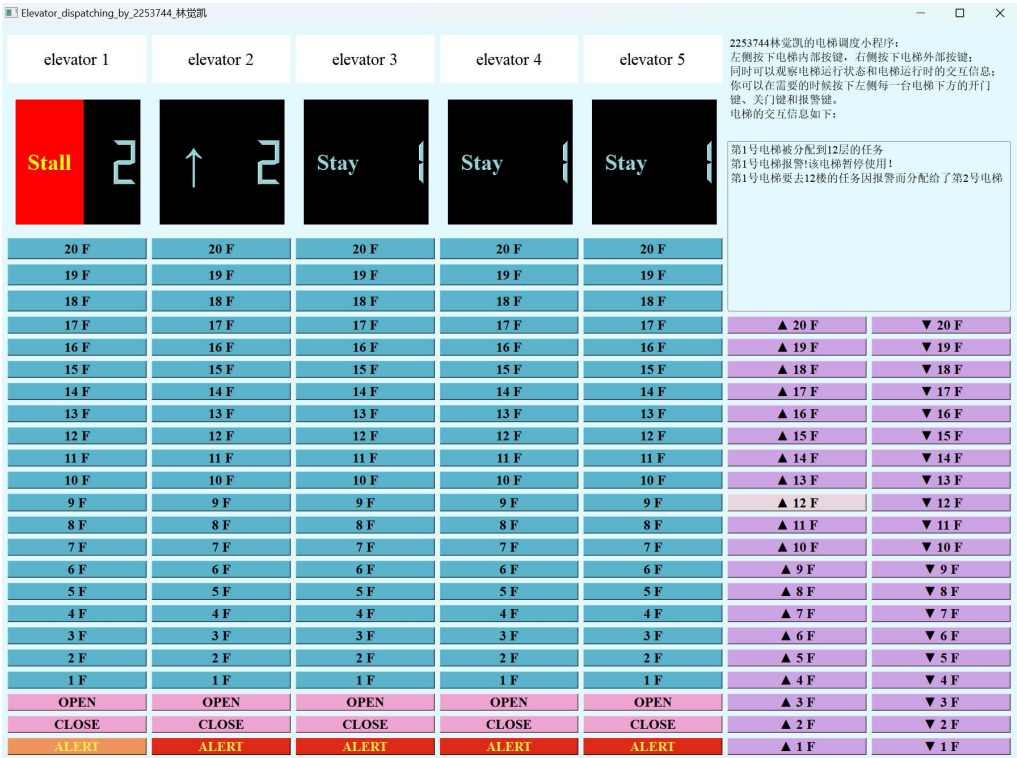 Elevator_dispatching_by_2253744_林觉凯
elevator 1 elevator 2 elevator 3 elevator 4 elevator 5
2253744林觉凯的电梯调度小程序：
左侧按下电梯内部按键，右侧按下电梯外部按键；
同时可以观察电梯运行状态和电梯运行时的交互信息；
你可以在需要的时候按下左侧每一台电梯下方的开门
键、关门键和报警键。
电梯的交互信息如下：
Stall 2 ↑ 2 Stay 1 Stay 1 Stay 1
第1号电梯被分配到12层的任务
第1号电梯报警!该电梯暂停使用！
第1号电梯要去12楼的任务因报警而分配给了第2号电梯
20 F 20 F 20 F 20 F 20 F
19 F 19 F 19 F 19 F 19 F
18 F 18 F 18 F 18 F 18 F
17 F 17 F 17 F 17 F 17 F ▲ 20 F ▼ 20 F
16 F 16 F 16 F 16 F 16 F ▲ 19 F ▼ 19 F
15 F 15 F 15 F 15 F 15 F ▲ 18 F ▼ 18 F
14 F 14 F 14 F 14 F 14 F ▲ 17 F ▼ 17 F
13 F 13 F 13 F 13 F 13 F ▲ 16 F ▼ 16 F
12 F 12 F 12 F 12 F 12 F ▲ 15 F ▼ 15 F
11 F 11 F 11 F 11 F 11 F ▲ 14 F ▼ 14 F
10 F 10 F 10 F 10 F 10 F ▲ 13 F ▼ 13 F
9 F 9 F 9 F 9 F 9 F ▲ 12 F ▼ 12 F
8 F 8 F 8 F 8 F 8 F ▲ 11 F ▼ 11 F
7 F 7 F 7 F 7 F 7 F ▲ 10 F ▼ 10 F
6 F 6 F 6 F 6 F 6 F ▲ 9 F ▼ 9 F
5 F 5 F 5 F 5 F 5 F ▲ 8 F ▼ 8 F
4 F 4 F 4 F 4 F 4 F ▲ 7 F ▼ 7 F
3 F 3 F 3 F 3 F 3 F ▲ 6 F ▼ 6 F
2 F 2 F 2 F 2 F 2 F ▲ 5 F ▼ 5 F
1 F 1 F 1 F 1 F 1 F ▲ 4 F ▼ 4 F
OPEN OPEN OPEN OPEN OPEN ▲ 3 F ▼ 3 F
CLOSE CLOSE CLOSE CLOSE CLOSE ▲ 2 F ▼ 2 F
ALERT ALERT ALERT ALERT ALERT ▲ 1 F ▼ 1 F